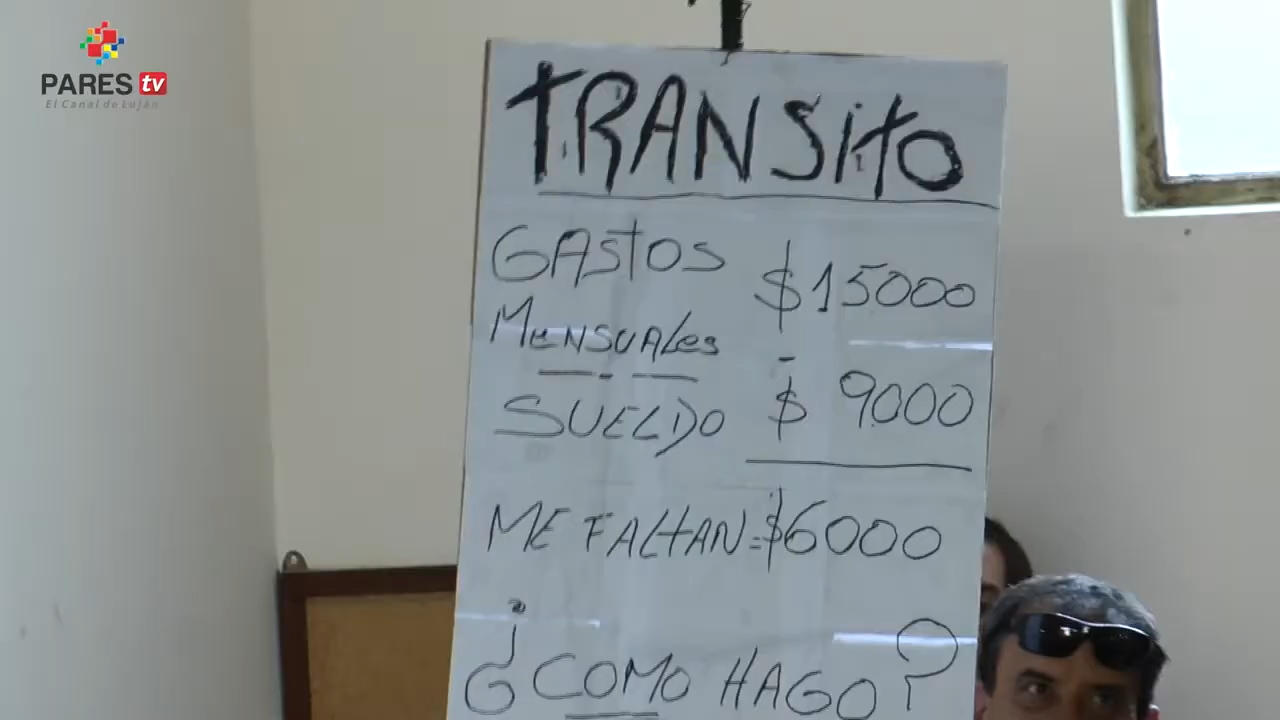 PARES tv
El Canal de Luján
TRANSITO
GASTOS
MENSUALES $15000
- 
SUELDO $ 9000
ME FALTAN=$6000
¿COMO HAGO?